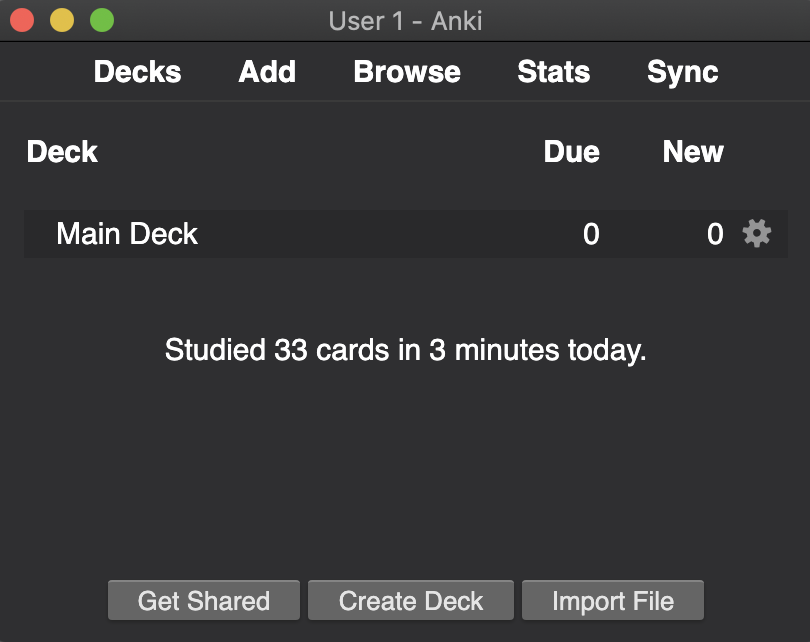 User 1 - Anki
Decks Add Browse Stats Sync
Deck Due New
Main Deck 0 0
Studied 33 cards in 3 minutes today.
Get Shared Create Deck Import File